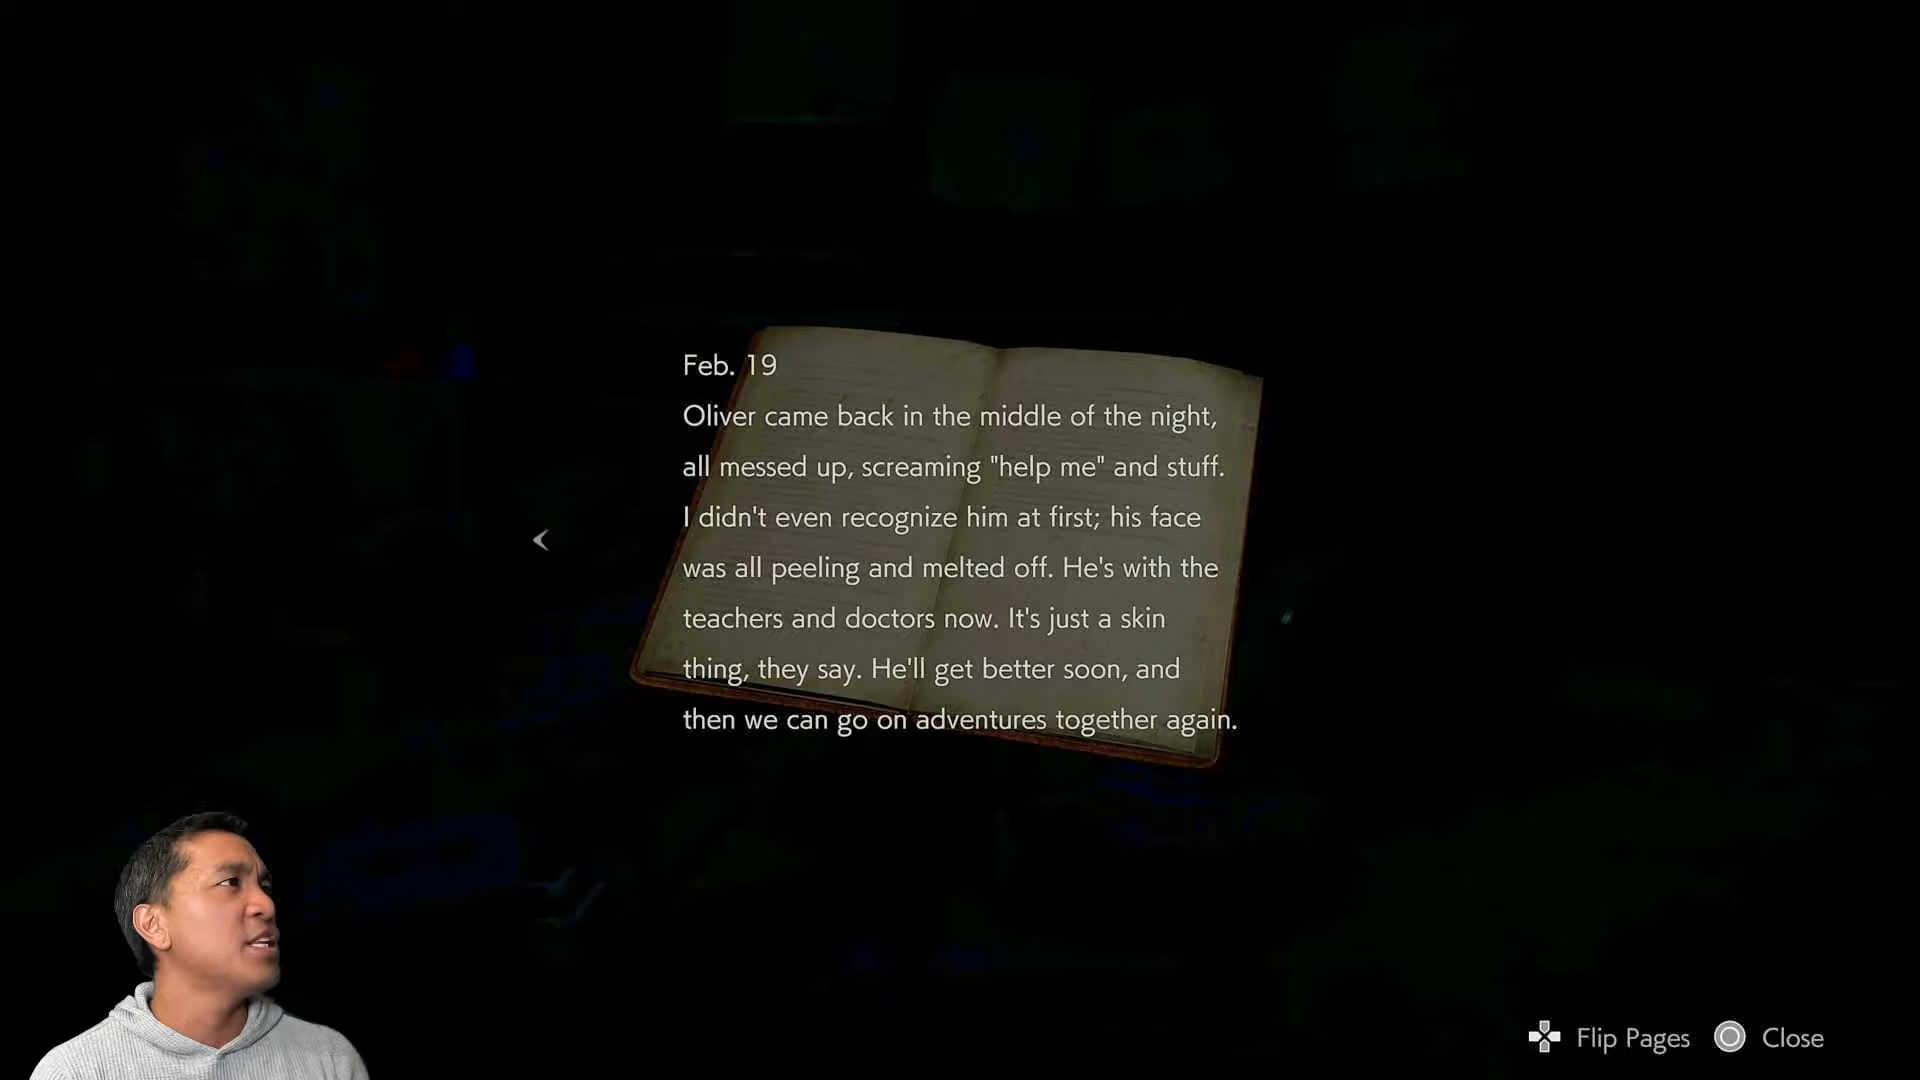 Feb. 19
Oliver came back in the middle of the night,
all messed up, screaming "help me" and stuff.
I didn't even recognize him at first; his face
was all peeling and melted off. He's with the
teachers and doctors now. It's just a skin
thing, they say. He'll get better soon, and
then we can go on adventures together again.
Flip Pages
Close